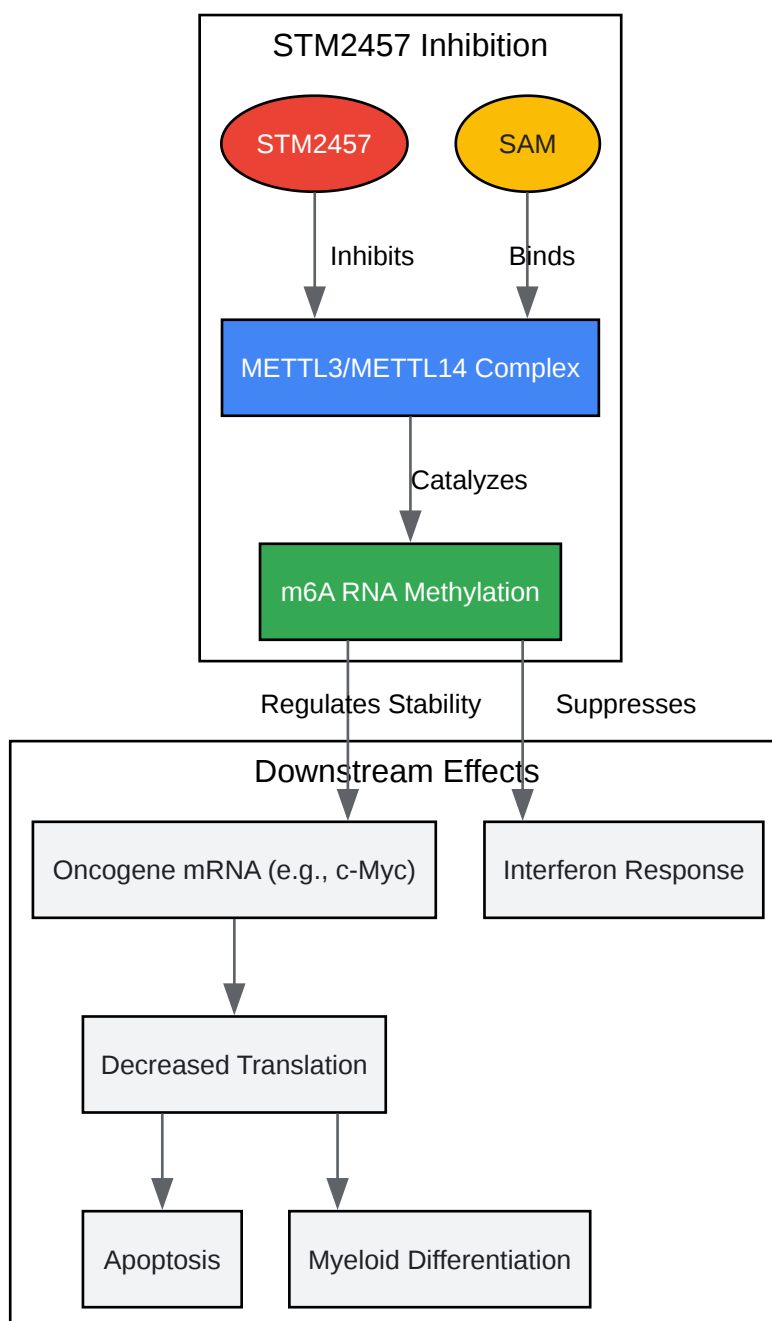 STM2457 Inhibition
STM2457
SAM
Inhibits
Binds
METTL3/METTL14 Complex
Catalyzes
m6A RNA Methylation
Regulates Stability
Suppresses
Downstream Effects
Oncogene mRNA (e.g., c-Myc)
Interferon Response
Decreased Translation
Apoptosis
Myeloid Differentiation